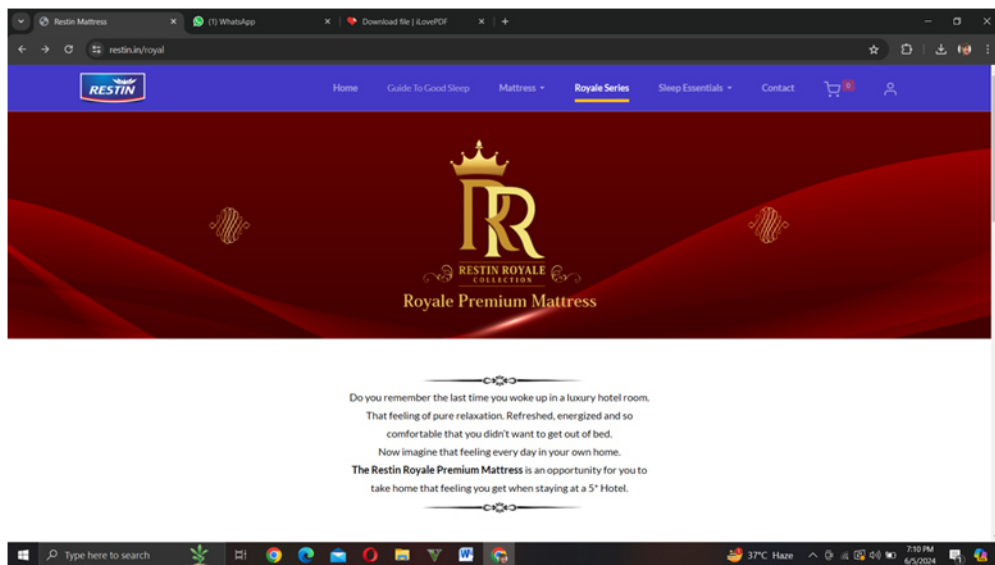 Restin Mattress
(1) WhatsApp
Download file | iLovePDF
restin.in/royal
RESTIN
Home
Guide To Good Sleep
Mattress
Royale Series
Sleep Essentials
Contact
0
RR
RESTIN ROYALE
COLLECTION
Royale Premium Mattress
Do you remember the last time you woke up in a luxury hotel room.
That feeling of pure relaxation. Refreshed, energized and so
comfortable that you didn't want to get out of bed.
Now imagine that feeling every day in your own home.
The Restin Royale Premium Mattress is an opportunity for you to
take home that feeling you get when staying at a 5* Hotel.
Type here to search
37°C Haze
7:10 PM
6/5/2024